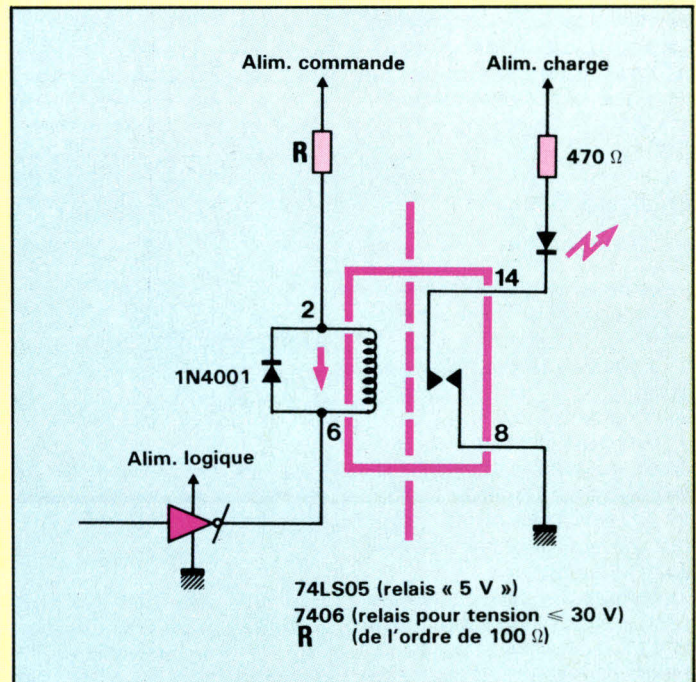 Alim. commande
Alim. charge
R
470 Ω
14
2
1N4001
6
8
Alim. logique
74LS05 (relais « 5 V »)
7406 (relais pour tension ⩽ 30 V)
R (de l'ordre de 100 Ω)